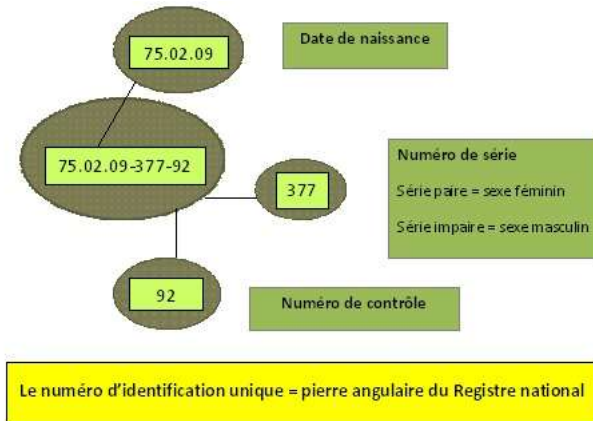 75.02.09
Date de naissance
75.02.09-377-92
377
Numéro de série
Série paire = sexe féminin
Série impaire = sexe masculin
92
Numéro de contrôle
Le numéro d'identification unique = pierre angulaire du Registre national